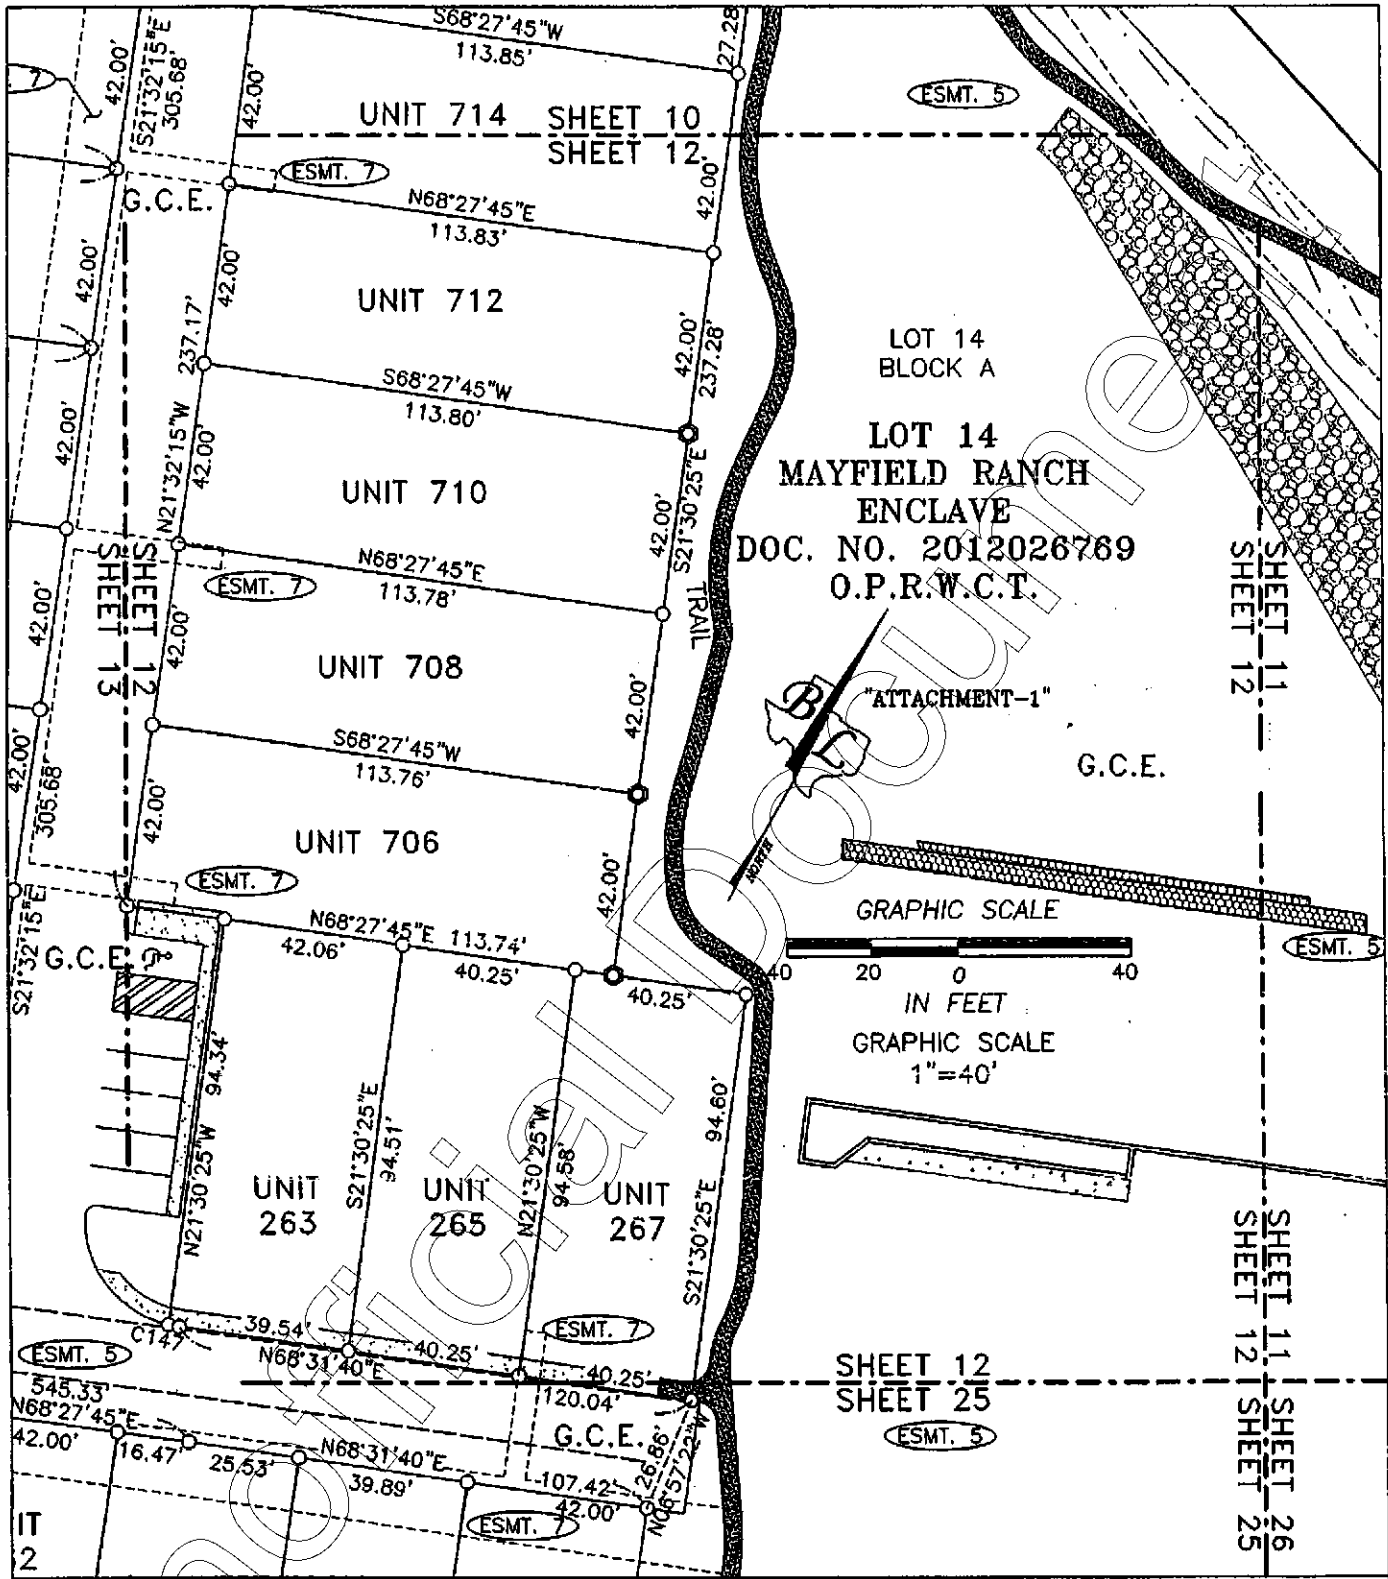 S68°27'45"W
113.85'
27.28'
42.00'
S21°32'15"E
305.68'
42.00'
7
UNIT 714
SHEET 10
SHEET 12
ESMT. 5
ESMT. 7
G.C.E.
N68°27'45"E
113.83'
42.00'
42.00'
42.00'
UNIT 712
237.17'
42.00'
237.28'
LOT 14
BLOCK A
S68°27'45"W
113.80'
42.00'
N21°32'15"W
42.00'
S21°30'25"E
LOT 14
MAYFIELD RANCH
ENCLAVE
DOC. NO. 2012026769
O.P.R.W.C.T.
UNIT 710
42.00'
N68°27'45"E
113.78'
ESMT. 7
SHEET 12
SHEET 13
TRAIL
SHEET 11
SHEET 12
42.00'
42.00'
UNIT 708
42.00'
B
L
"ATTACHMENT-1"
G.C.E.
S68°27'45"W
113.76'
42.00'
305.68'
42.00'
UNIT 706
42.00'
NORTH
ESMT. 7
S21°32'15"E
G.C.E.
N68°27'45"E
113.74'
42.06'
40.25'
40.25'
GRAPHIC SCALE
40
20
0
40
IN FEET
GRAPHIC SCALE
1"=40'
ESMT. 5
94.34'
N21°30'25"W
S21°30'25"E
94.51'
N21°30'25"W
94.58'
S21°30'25"E
94.60'
UNIT
263
UNIT
265
UNIT
267
SHEET 11
SHEET 12
C147
39.54'
N68°31'40"E
40.25'
ESMT. 7
40.25'
120.04'
ESMT. 5
545.33'
N68°27'45"E
42.00'
16.47'
25.53'
N68°31'40"E
39.89'
G.C.E.
26.86'
N06°57'22"W
107.42'
42.00'
ESMT. 7
SHEET 12
SHEET 25
ESMT. 5
SHEET 26
SHEET 25
IT
2
nofficial Document